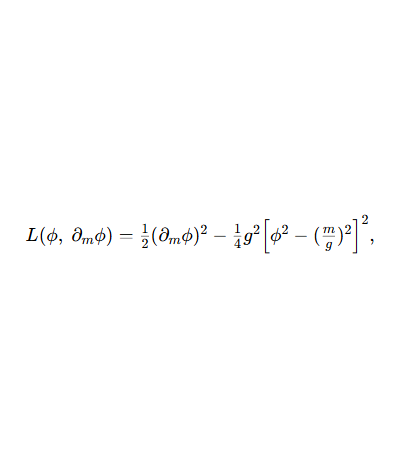 L(ϕ, ∂ₘϕ) = ½(∂ₘϕ)² − ¼g²[ϕ² − (m/g)²]²,